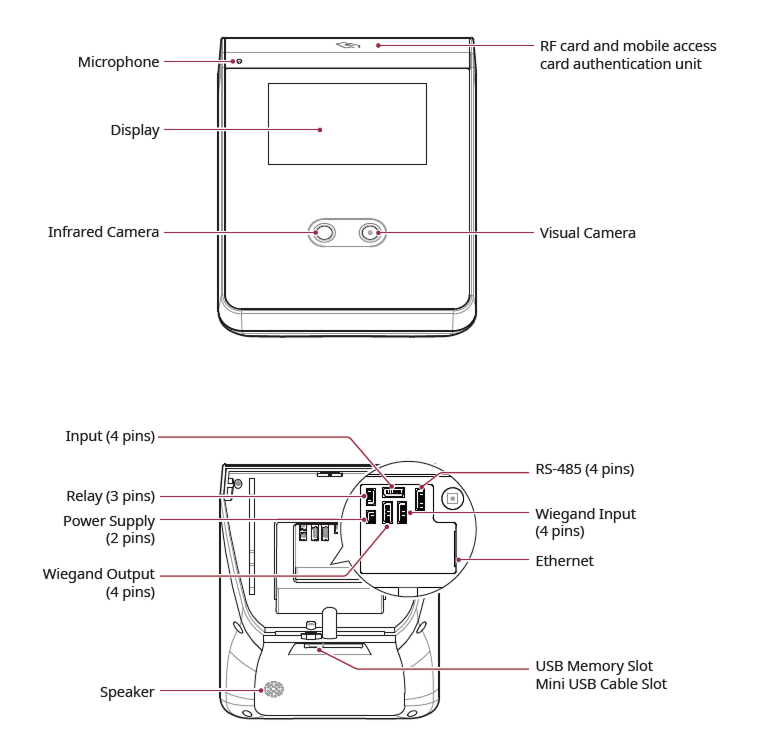 RF card and mobile access
card authentication unit
Microphone
Display
Infrared Camera
Visual Camera
Input (4 pins)
RS-485 (4 pins)
Relay (3 pins)
Power Supply
(2 pins)
Wiegand Input
(4 pins)
Ethernet
Wiegand Output
(4 pins)
USB Memory Slot
Mini USB Cable Slot
Speaker